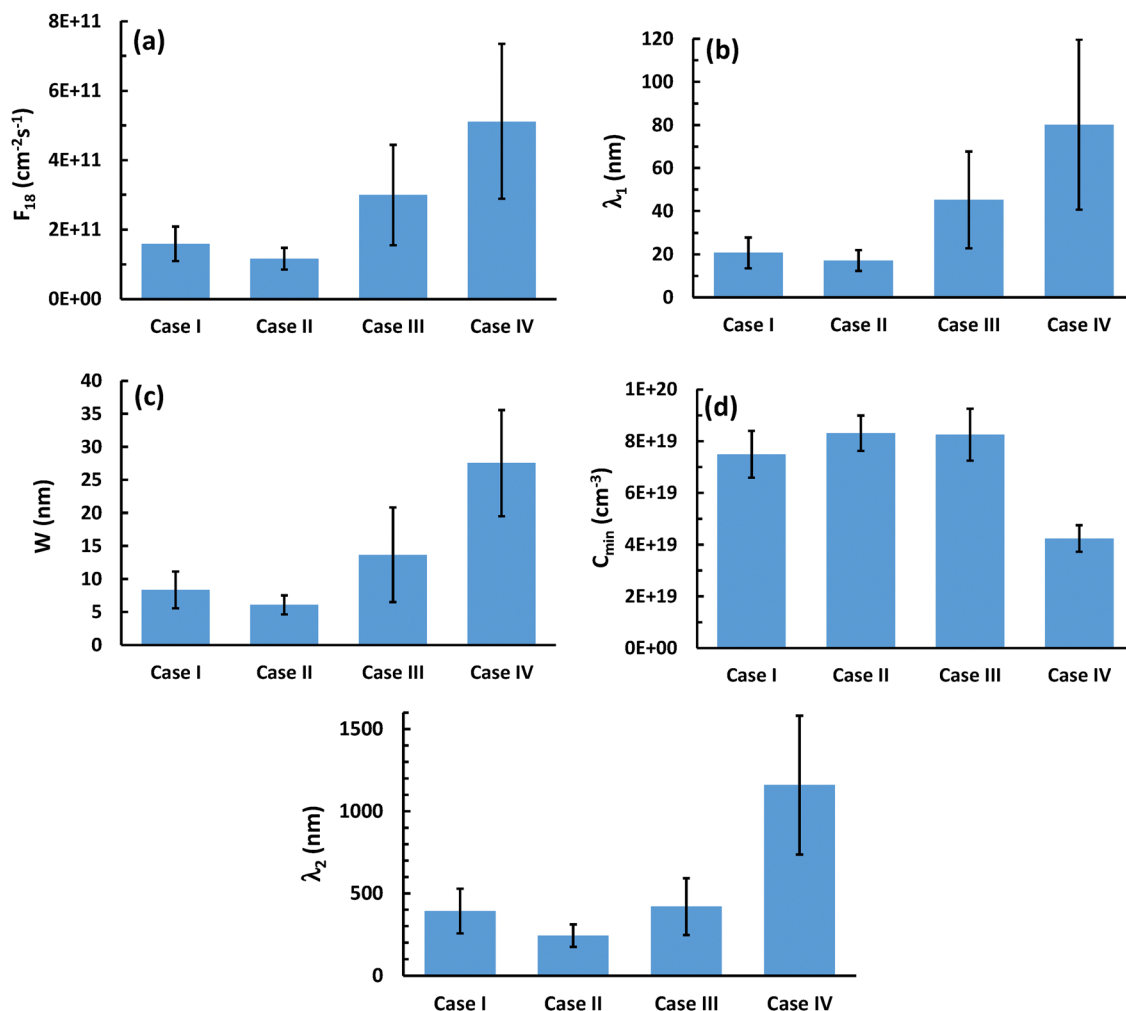 (a)
8E+11
6E+11
4E+11
2E+11
0E+00
F₁₈ (cm⁻²s⁻¹)
Case I Case II Case III Case IV
(b)
120
100
80
60
40
20
0
λ₁ (nm)
Case I Case II Case III Case IV
(c)
40
35
30
25
20
15
10
5
0
W (nm)
Case I Case II Case III Case IV
(d)
1E+20
8E+19
6E+19
4E+19
2E+19
0E+00
Cₘᵢₙ (cm⁻³)
Case I Case II Case III Case IV
1500
1000
500
0
λ₂ (nm)
Case I Case II Case III Case IV